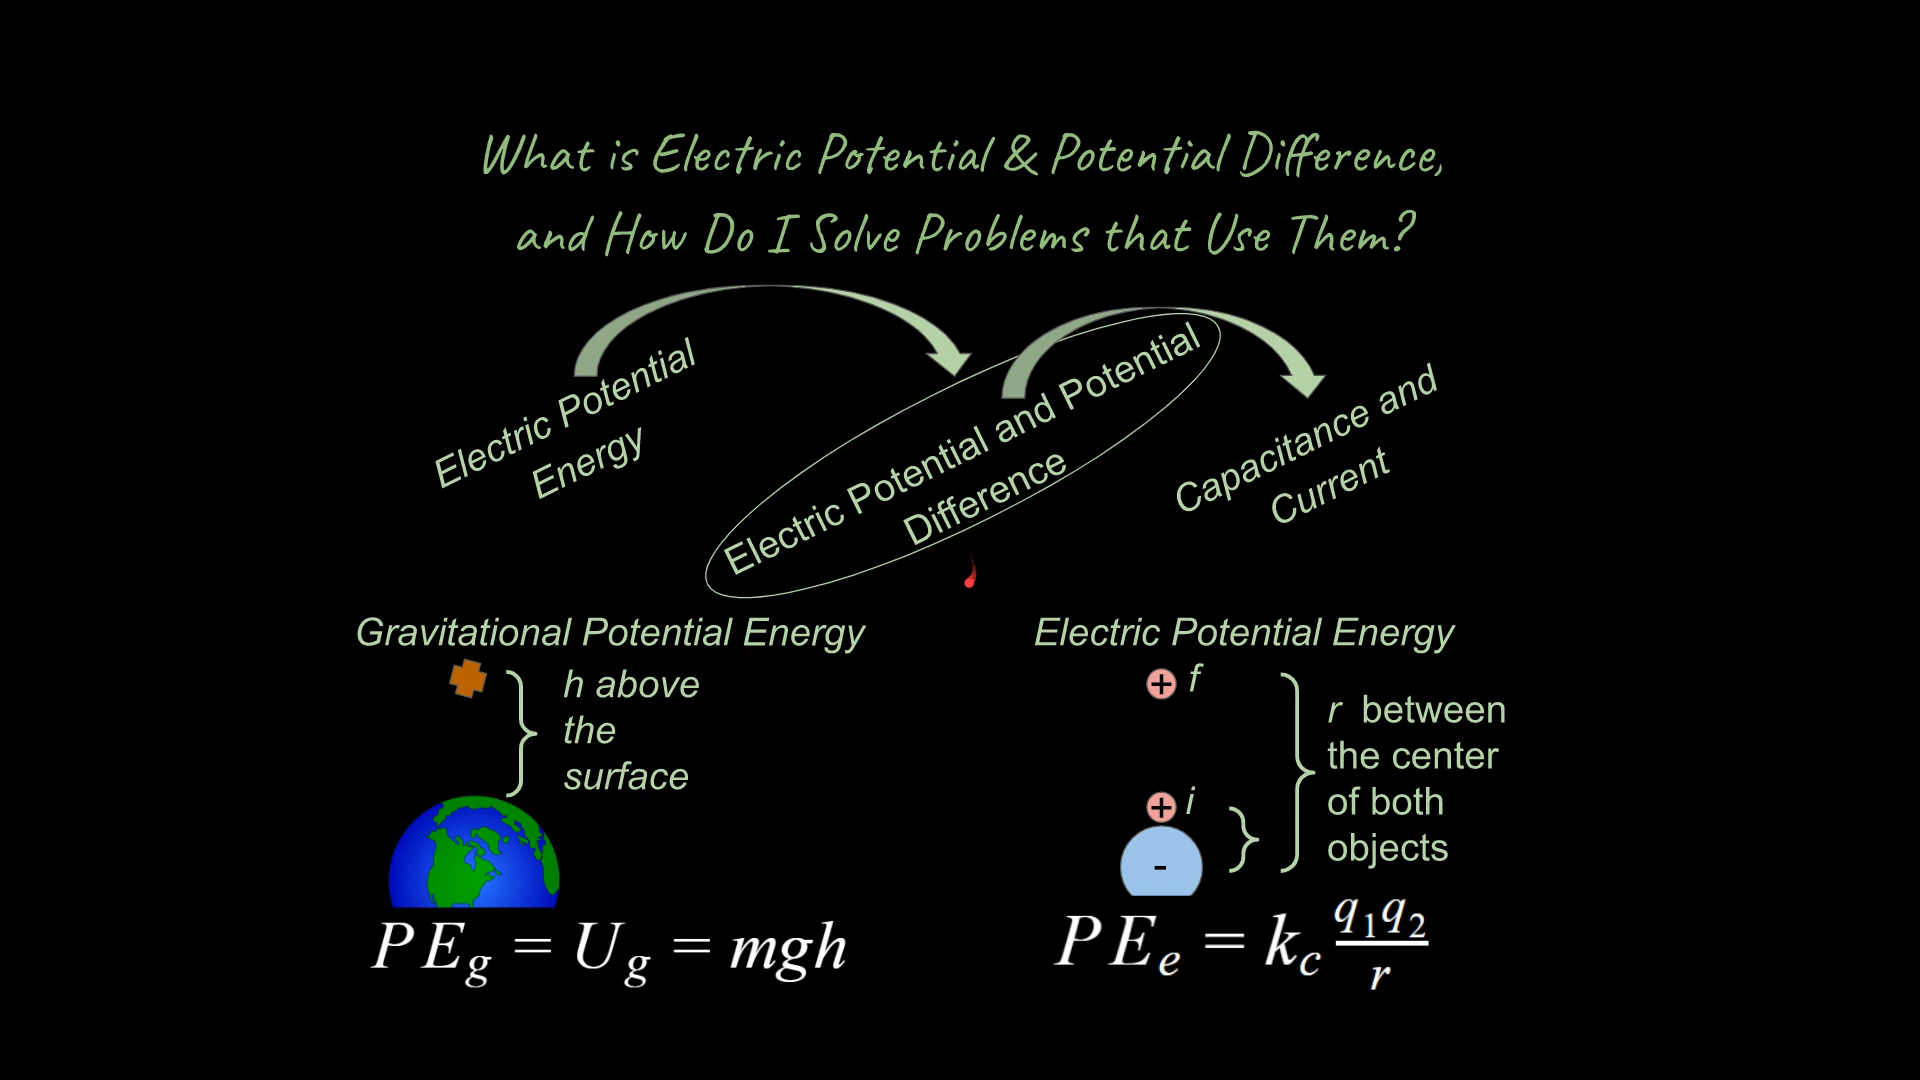 What is Electric Potential & Potential Difference,
and How Do I Solve Problems that Use Them?
Electric Potential
Energy
Electric Potential and Potential
Difference
Capacitance and
Current
Gravitational Potential Energy
h above
the
surface
PE_g = U_g = mgh
Electric Potential Energy
+ f
+ i
-
r between
the center
of both
objects
PE_e = k_c q_1q_2/r